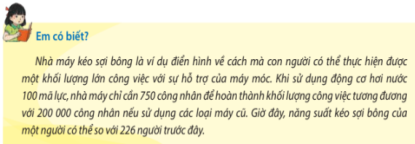 Em có biết?
Nhà máy kéo sợi bông là ví dụ điển hình về cách mà con người có thể thực hiện được
một khối lượng lớn công việc với sự hỗ trợ của máy móc. Khi sử dụng động cơ hơi nước
100 mã lực, nhà máy chỉ cần 750 công nhân để hoàn thành khối lượng công việc tương đương
với 200 000 công nhân nếu sử dụng các loại máy cũ. Giờ đây, năng suất kéo sợi bông của
một người có thể so với 226 người trước đây.